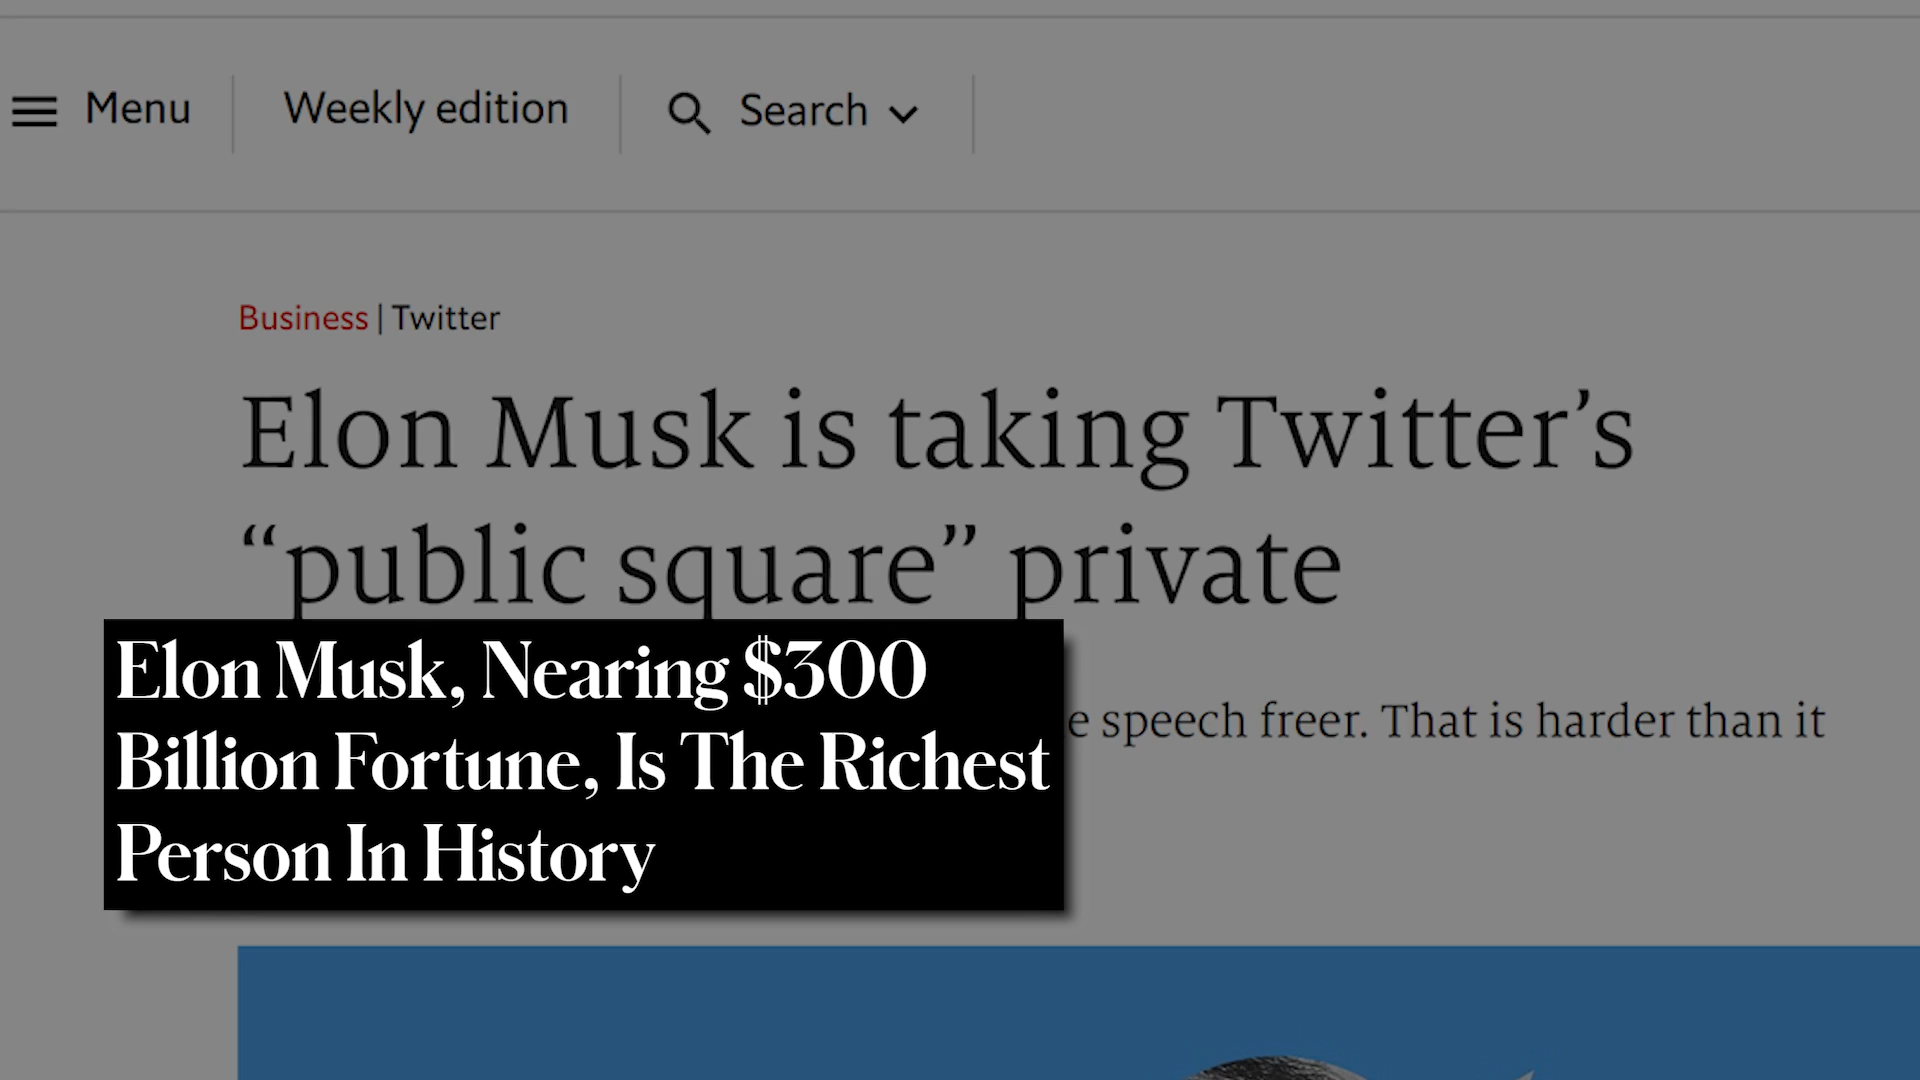 Menu
Weekly edition
Search
Business | Twitter
Elon Musk is taking Twitter’s
“public square” private
Elon Musk, Nearing $300
Billion Fortune, Is The Richest
Person In History
speech freer. That is harder than it